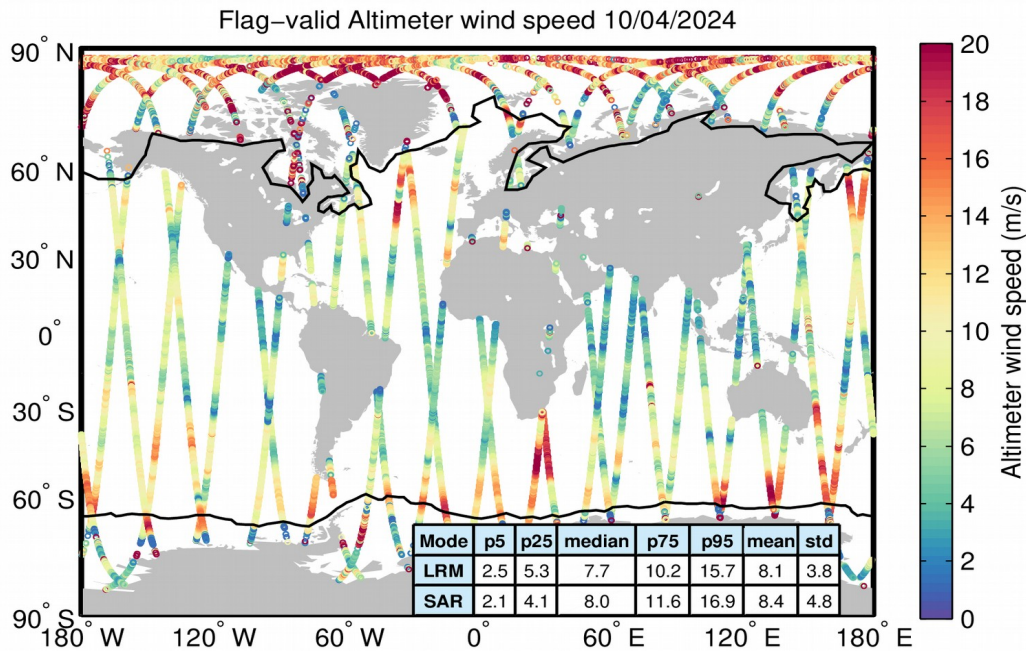 Flag−valid Altimeter wind speed 10/04/2024
90° N
60° N
30° N
0°
30° S
60° S
90° S
180° W
120° W
60° W
0°
60° E
120° E
180° E
Mode p5 p25 median p75 p95 mean std
LRM 2.5 5.3 7.7 10.2 15.7 8.1 3.8
SAR 2.1 4.1 8.0 11.6 16.9 8.4 4.8
20
18
16
14
12
10
8
6
4
2
0
Altimeter wind speed (m/s)